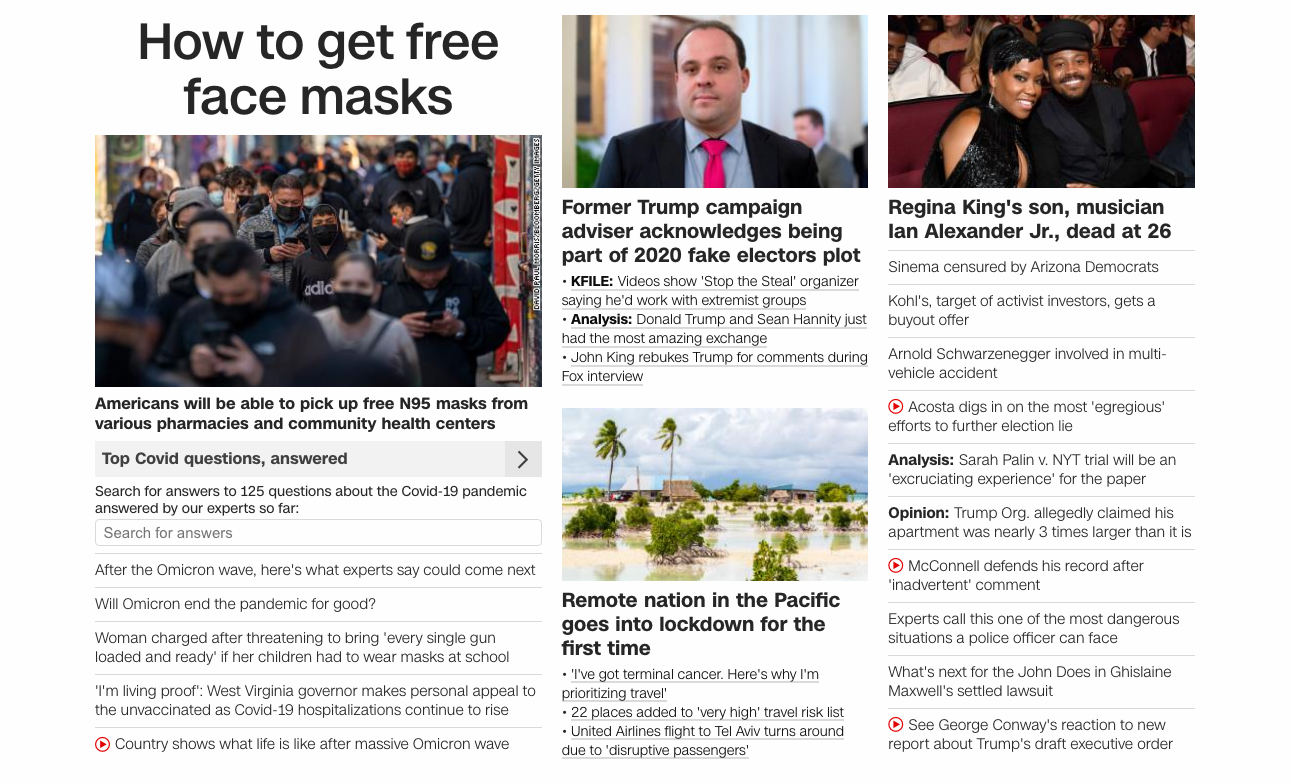 How to get free
face masks
DAVID PAUL MORRIS/BLOOMBERG/GETTY IMAGES
Americans will be able to pick up free N95 masks from
various pharmacies and community health centers
Top Covid questions, answered
Search for answers to 125 questions about the Covid-19 pandemic
answered by our experts so far:
Search for answers
After the Omicron wave, here's what experts say could come next
Will Omicron end the pandemic for good?
Woman charged after threatening to bring 'every single gun
loaded and ready' if her children had to wear masks at school
'I'm living proof': West Virginia governor makes personal appeal to
the unvaccinated as Covid-19 hospitalizations continue to rise
Country shows what life is like after massive Omicron wave
Former Trump campaign
adviser acknowledges being
part of 2020 fake electors plot
• KFILE: Videos show 'Stop the Steal' organizer
saying he'd work with extremist groups
• Analysis: Donald Trump and Sean Hannity just
had the most amazing exchange
• John King rebukes Trump for comments during
Fox interview
Remote nation in the Pacific
goes into lockdown for the
first time
• 'I've got terminal cancer. Here's why I'm
prioritizing travel'
• 22 places added to 'very high' travel risk list
• United Airlines flight to Tel Aviv turns around
due to 'disruptive passengers'
Regina King's son, musician
Ian Alexander Jr., dead at 26
Sinema censured by Arizona Democrats
Kohl's, target of activist investors, gets a
buyout offer
Arnold Schwarzenegger involved in multi-
vehicle accident
Acosta digs in on the most 'egregious'
efforts to further election lie
Analysis: Sarah Palin v. NYT trial will be an
'excruciating experience' for the paper
Opinion: Trump Org. allegedly claimed his
apartment was nearly 3 times larger than it is
McConnell defends his record after
'inadvertent' comment
Experts call this one of the most dangerous
situations a police officer can face
What's next for the John Does in Ghislaine
Maxwell's settled lawsuit
See George Conway's reaction to new
report about Trump's draft executive order